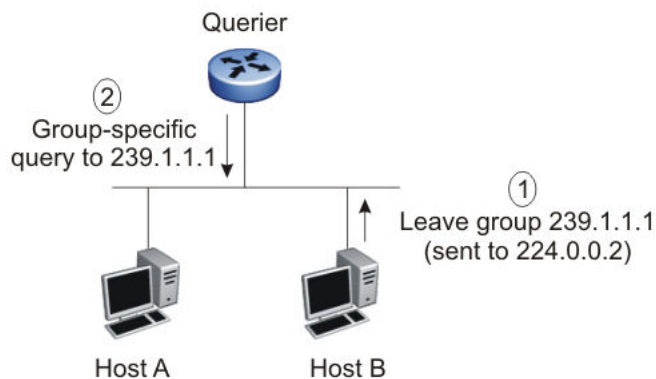 Querier
2
Group-specific
query to 239.1.1.1
1
Leave group 239.1.1.1
(sent to 224.0.0.2)
Host A
Host B